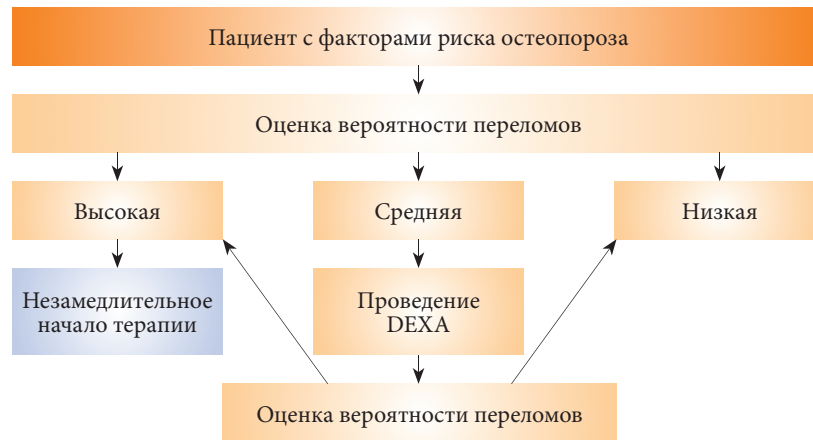 Пациент с факторами риска остеопороза
Оценка вероятности переломов
Высокая
Средняя
Низкая
Незамедлительное
начало терапии
Проведение
DEXA
Оценка вероятности переломов